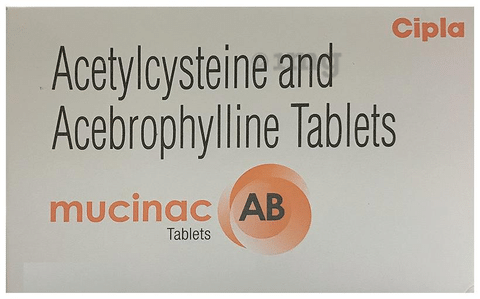 Cipla
Acetylcysteine and
Acebrophylline Tablets
mucinac AB
Tablets